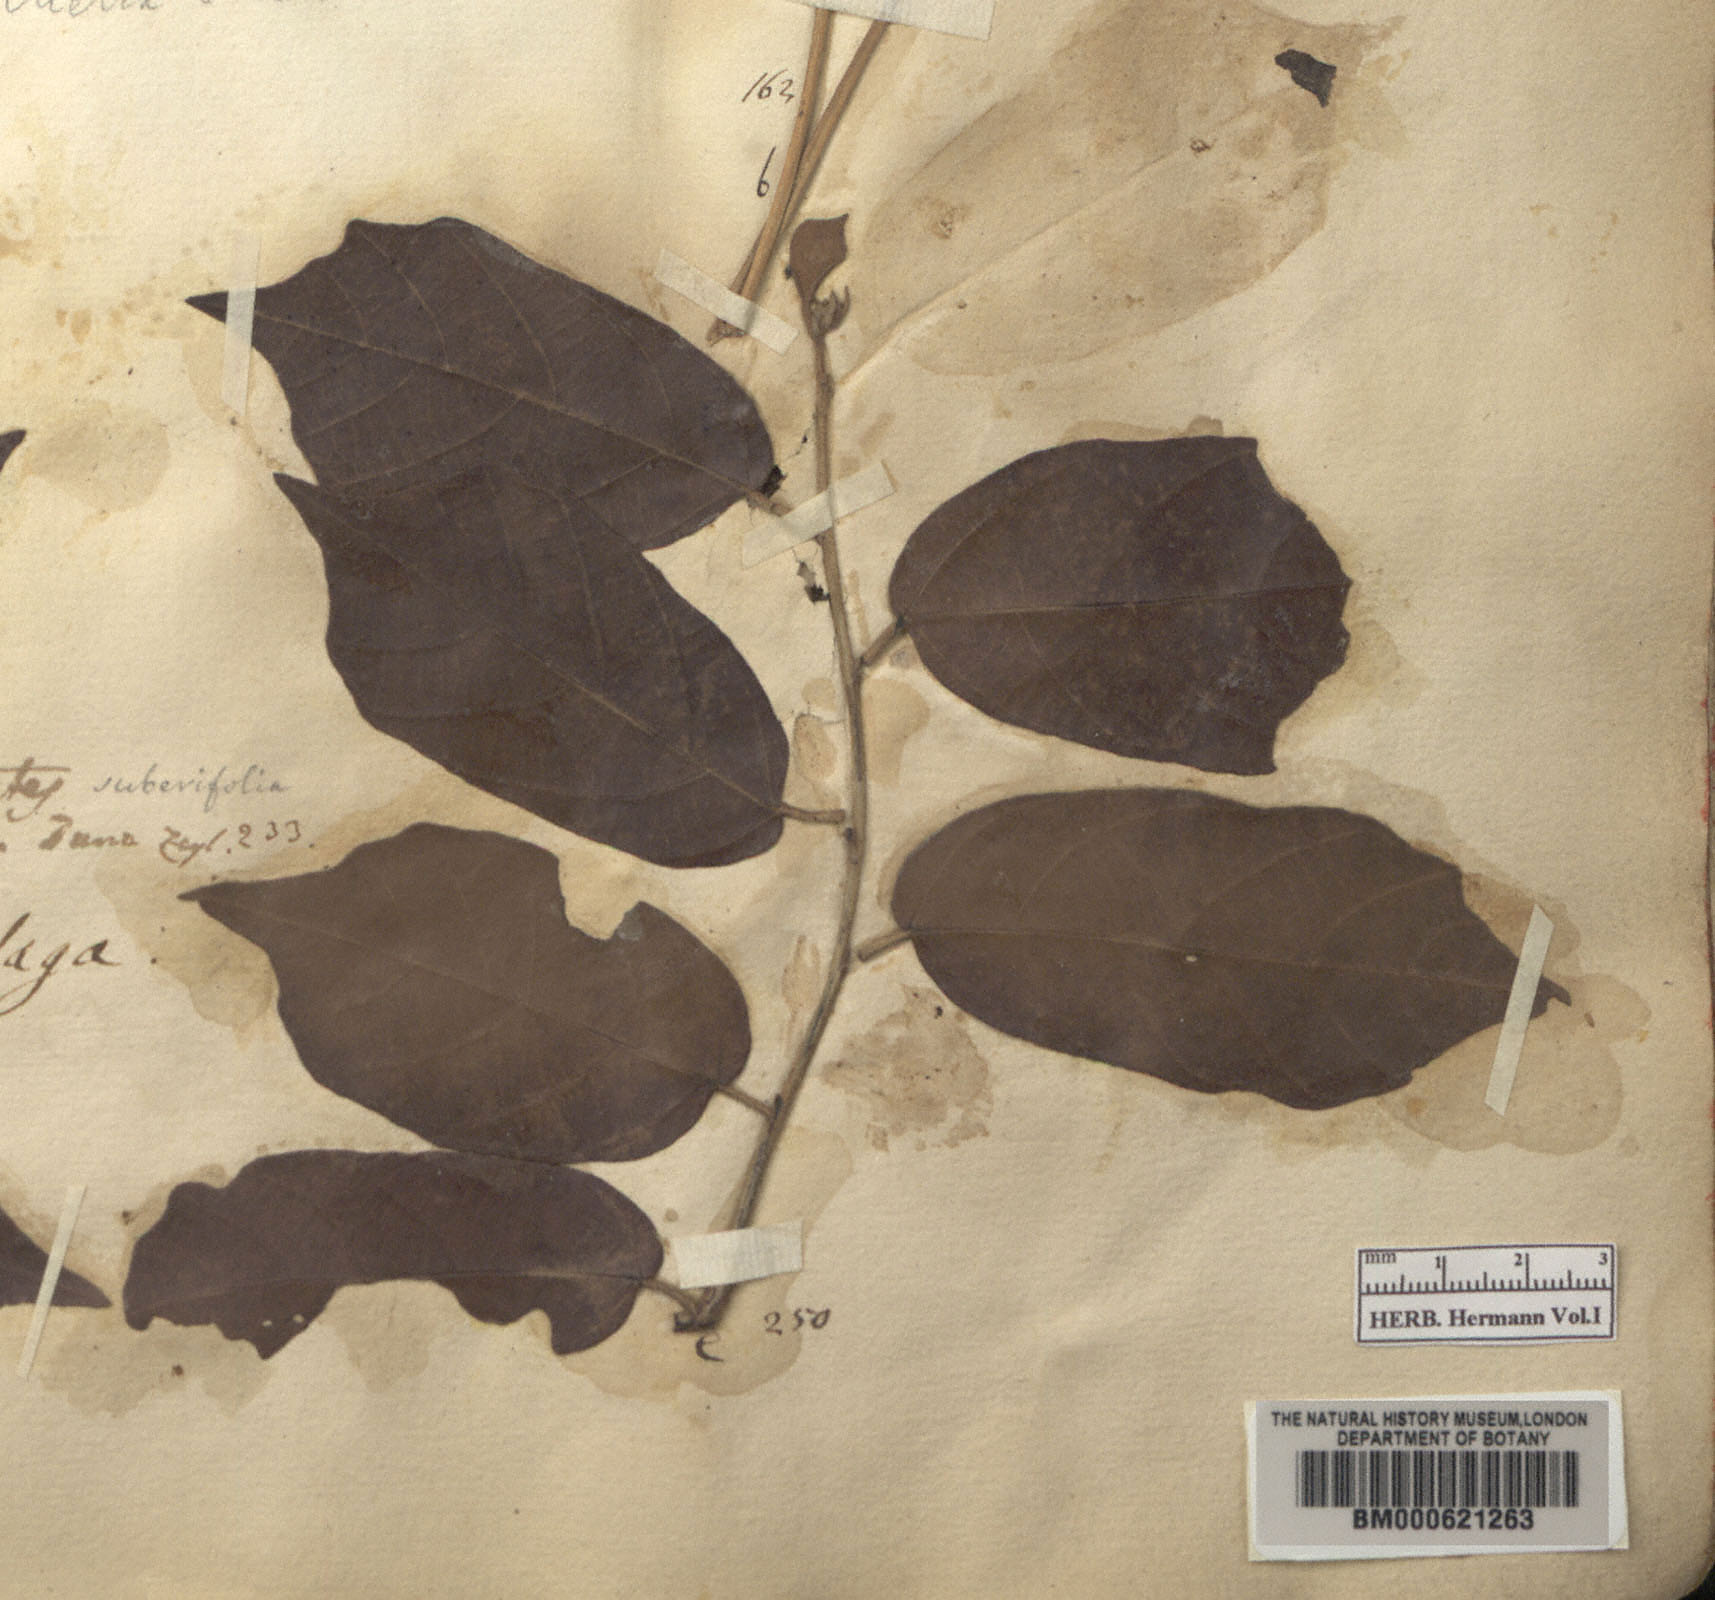 163
6
suberifolia
Zeyl. 233.
laga :
250
e
mm 1 2 3
HERB. Hermann Vol.I
THE NATURAL HISTORY MUSEUM,LONDON
DEPARTMENT OF BOTANY
BM000621263